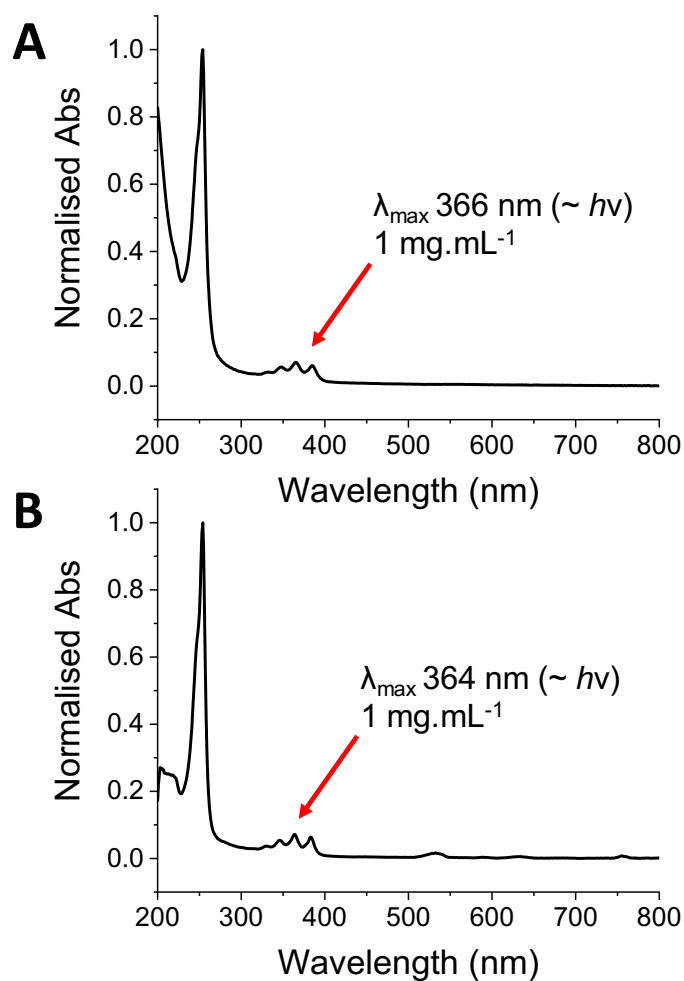 A
Normalised Abs
1.0
0.8
0.6
0.4
0.2
0.0
λmax 366 nm (~ hν)
1 mg.mL-1
200 300 400 500 600 700 800
Wavelength (nm)
B
Normalised Abs
1.0
0.8
0.6
0.4
0.2
0.0
λmax 364 nm (~ hν)
1 mg.mL-1
200 300 400 500 600 700 800
Wavelength (nm)